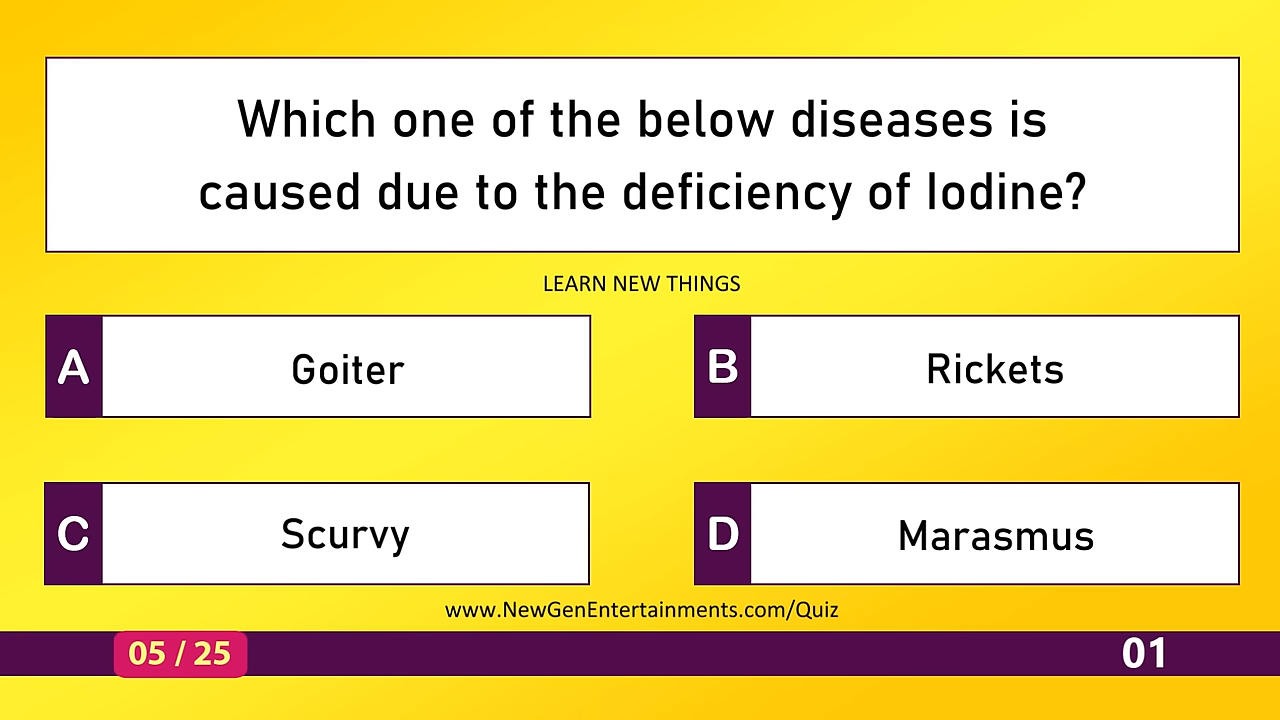 Which one of the below diseases is
caused due to the deficiency of Iodine?
LEARN NEW THINGS
A Goiter
B Rickets
C Scurvy
D Marasmus
www.NewGenEntertainments.com/Quiz
05 / 25
01